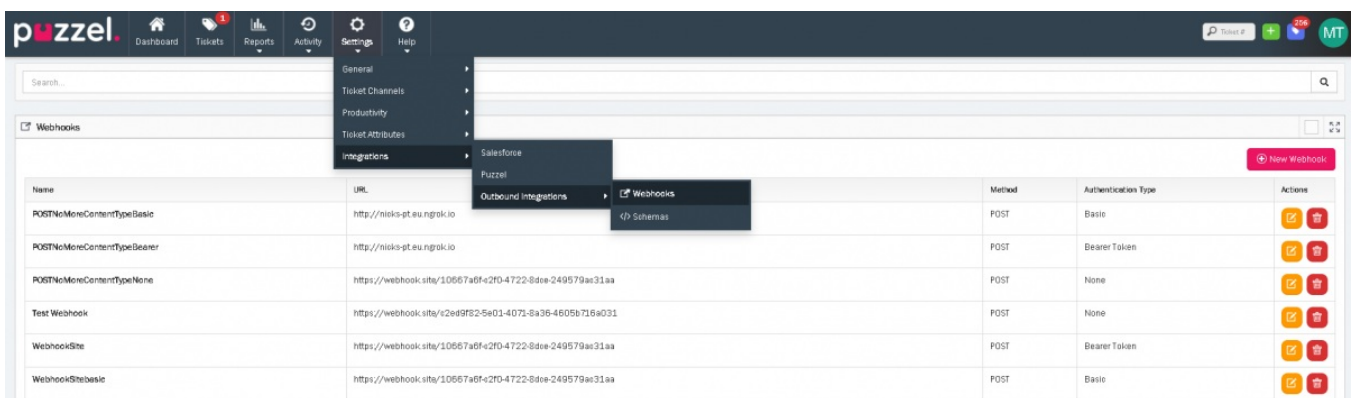 puzzel.
Dashboard
Tickets
1
Reports
Activity
Settings
Help
Ticket #
256
MT
Search...
General
Ticket Channels
Productivity
Ticket Attributes
Integrations
Salesforce
Puzzel
Outbound Integrations
Webhooks
</> Schemas
Webhooks
New Webhook
Name URL Method Authentication Type Actions
POSTNoMoreContentTypeBasic http://nicks-pt.eu.ngrok.io POST Basic
POSTNoMoreContentTypeBearer http://nicks-pt.eu.ngrok.io POST Bearer Token
POSTNoMoreContentTypeNone https://webhook.site/10667a6f-c2f0-4722-8dce-249579ac31aa POST None
Test Webhook https://webhook.site/c2ed9f82-5e01-4071-8a36-4605b716a031 POST None
WebhookSite https://webhook.site/10667a6f-c2f0-4722-8dce-249579ac31aa POST Bearer Token
WebhookSitebasic https://webhook.site/10667a6f-c2f0-4722-8dce-249579ac31aa POST Basic